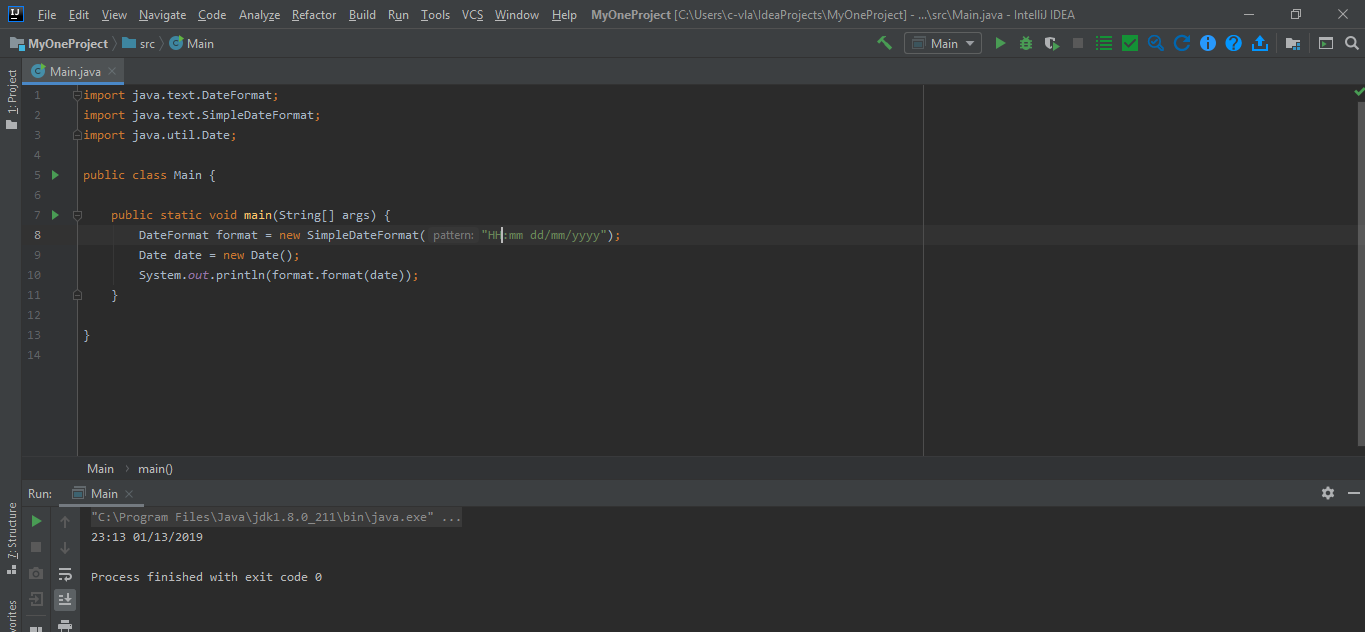 File Edit View Navigate Code Analyze Refactor Build Run Tools VCS Window Help MyOneProject [C:\Users\c-vla\IdeaProjects\MyOneProject] - ...\src\Main.java - IntelliJ IDEA
MyOneProject src Main Main
1: Project
Main.java
1 import java.text.DateFormat;
2 import java.text.SimpleDateFormat;
3 import java.util.Date;
4
5 public class Main {
6
7 public static void main(String[] args) {
8 DateFormat format = new SimpleDateFormat( pattern: "HH:mm dd/mm/yyyy");
9 Date date = new Date();
10 System.out.println(format.format(date));
11 }
12
13 }
14
Main main()
Run: Main
7: Structure
"C:\Program Files\Java\jdk1.8.0_211\bin\java.exe" ...
23:13 01/13/2019
Process finished with exit code 0